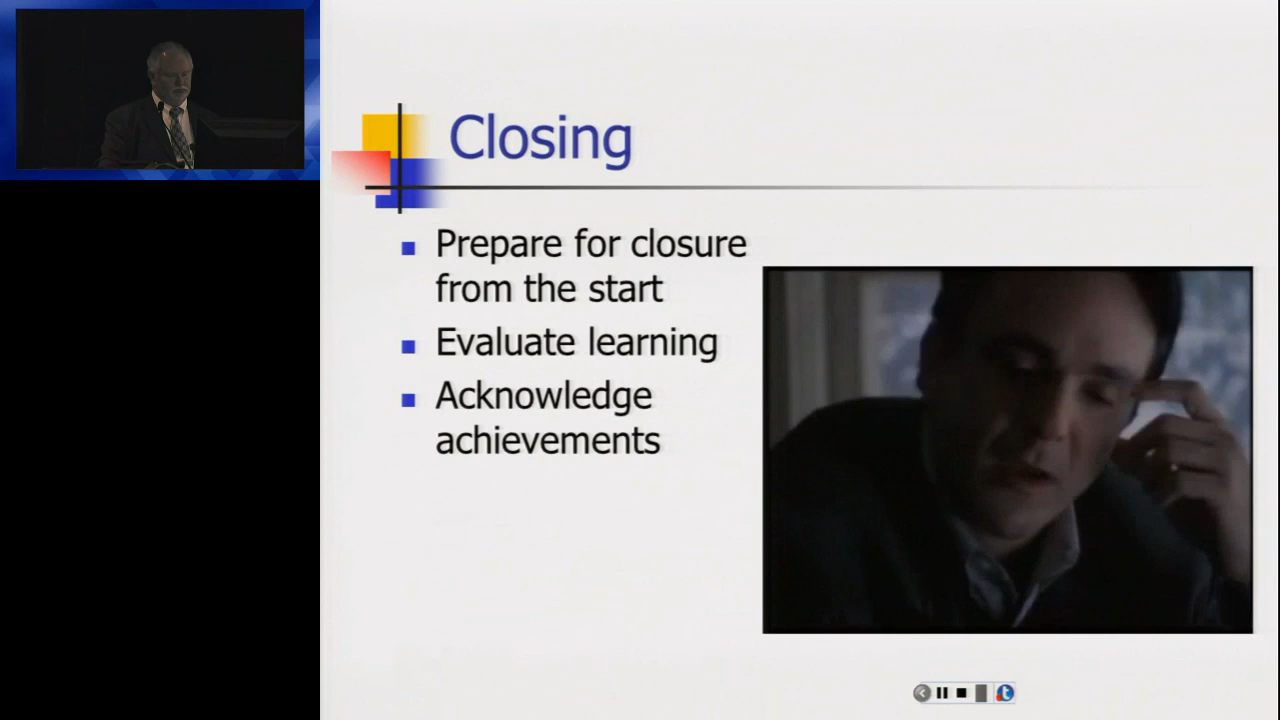 Closing
Prepare for closure
from the start
Evaluate learning
Acknowledge
achievements